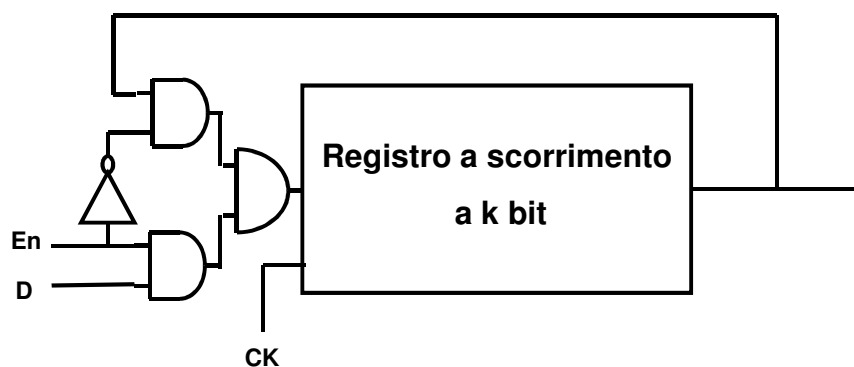 Registro a scorrimento
a k bit
En
D
CK